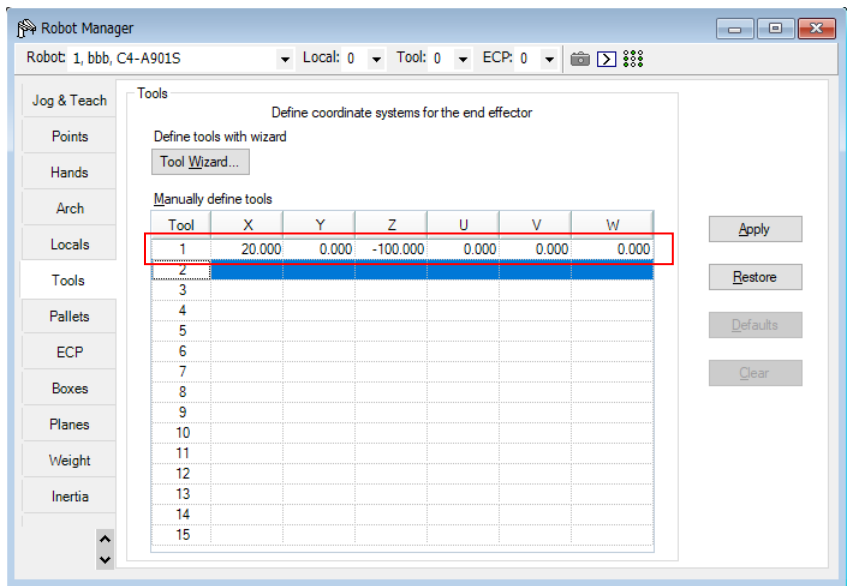 Robot Manager
Robot: 1, bbb, C4-A901S Local: 0 Tool: 0 ECP: 0
Jog & Teach
Points
Hands
Arch
Locals
Tools
Pallets
ECP
Boxes
Planes
Weight
Inertia
Tools
Define coordinate systems for the end effector
Define tools with wizard
Tool Wizard...
Manually define tools
Tool X Y Z U V W
1 20.000 0.000 -100.000 0.000 0.000 0.000
2
3
4
5
6
7
8
9
10
11
12
13
14
15
Apply
Restore
Defaults
Clear